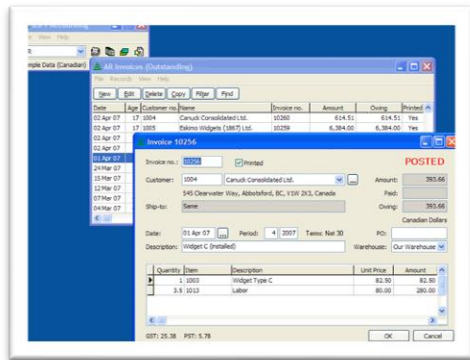 Accounting
View Help
mple Data (Canadian)
AR Invoices (Outstanding)
File Records View Help
New Edit Delete Copy Filter Find
Date Age Customer no. Name Invoice no. Amount Owing Printed
02 Apr 07 17 1004 Canuck Consolidated Ltd. 10260 614.51 614.51 Yes
02 Apr 07 17 1005 Eskimo Widgets (1867) Ltd. 10259 6,384.00 6,384.00 Yes
02 Apr 07
02 Apr 07
01 Apr 07
24 Mar 07
15 Mar 07
12 Mar 07
07 Mar 07
04 Mar 07
Invoice 10256
Invoice no.: 10256 Printed POSTED
Customer: 1004 Canuck Consolidated Ltd. Amount: 393.66
545 Clearwater Way, Abbotsford, BC, V1W 2X3, Canada Paid:
Ship-to: Same Owing: 393.66
Canadian Dollars
Date: 01 Apr 07 ... Period: 4 2007 Terms: Net 30 PO:
Description: Widget C (installed) Warehouse: Our Warehouse
Quantity Item Description Unit Price Amount
1 1003 Widget Type C 82.50 82.50
3.5 1013 Labor 80.00 280.00
GST: 25.38 PST: 5.78 OK Cancel